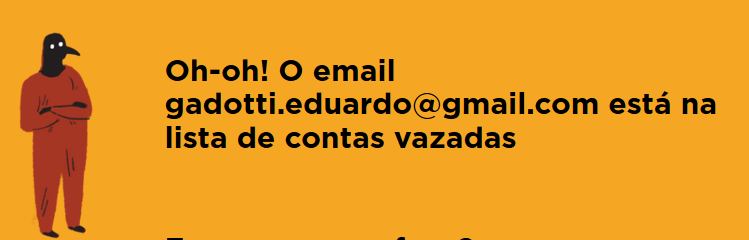 Oh-oh! O email
gadotti.eduardo@gmail.com está na
lista de contas vazadas